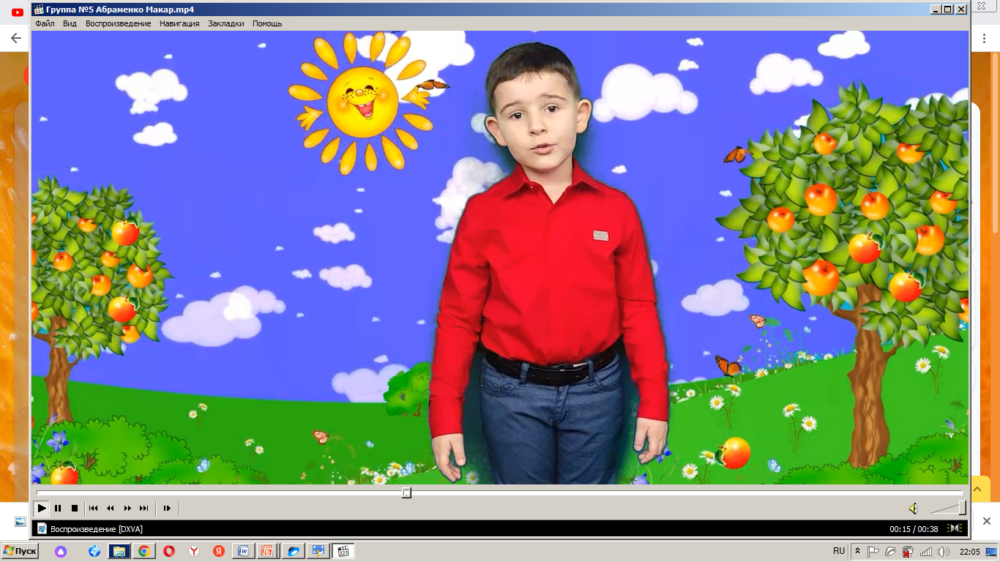 Группа №5 Абраменко Макар.mp4
Файл Вид Воспроизведение Навигация Закладки Помощь
Воспроизведение [DXVA]
00:15 / 00:38
Пуск
RU
22:05